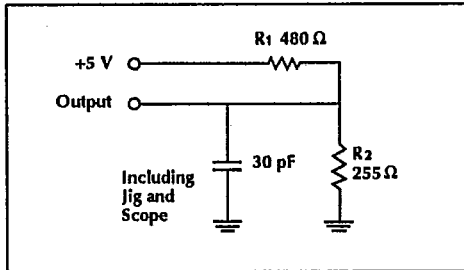 R1 480 Ω
+5 V
Output
30 pF
R2
255 Ω
Including
Jig and
Scope